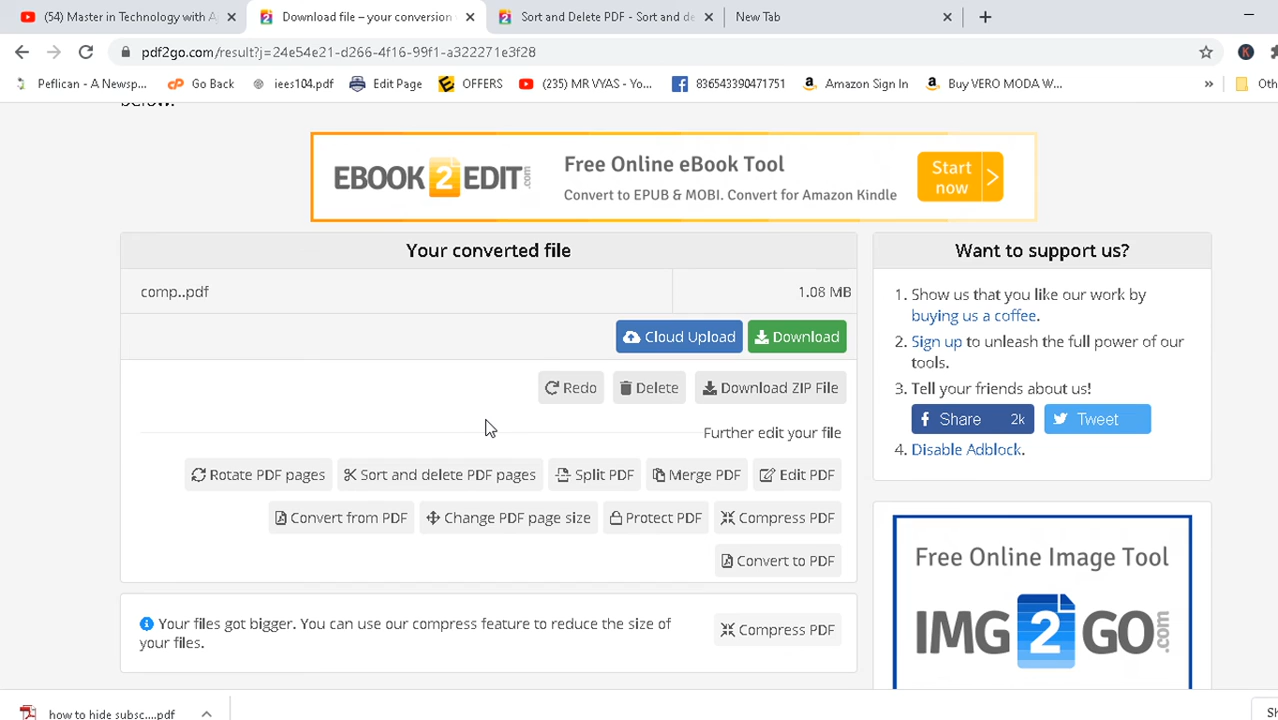 (54) Master in Technology with A
Download file – your conversion
Sort and Delete PDF - Sort and de
New Tab
pdf2go.com/result?j=24e54e21-d266-4f16-99f1-a322271e3f28
K
Peflican - A Newsp...
Go Back
iees104.pdf
Edit Page
OFFERS
(235) MR VYAS - Yo...
836543390471751
Amazon Sign In
Buy VERO MODA W...
»
Oth
below.
EBOOK2EDIT.com
Free Online eBook Tool
Convert to EPUB & MOBI. Convert for Amazon Kindle
Start
now
Your converted file
comp..pdf
1.08 MB
Cloud Upload
Download
Redo
Delete
Download ZIP File
Further edit your file
Rotate PDF pages
Sort and delete PDF pages
Split PDF
Merge PDF
Edit PDF
Convert from PDF
Change PDF page size
Protect PDF
Compress PDF
Convert to PDF
Your files got bigger. You can use our compress feature to reduce the size of
your files.
Compress PDF
Want to support us?
1. Show us that you like our work by
buying us a coffee.
2. Sign up to unleash the full power of our
tools.
3. Tell your friends about us!
Share 2k
Tweet
4. Disable Adblock.
Free Online Image Tool
IMG2GO.com
how to hide subsc....pdf
Sh